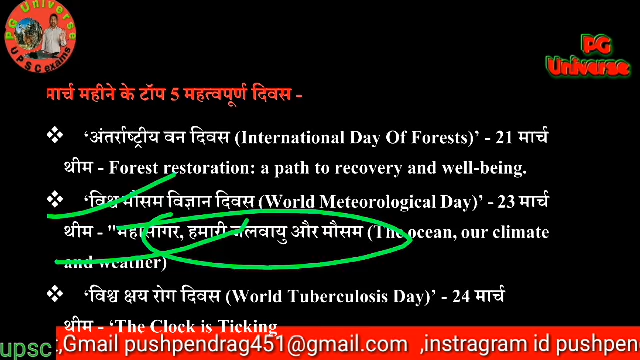 PG Universe
UPSC exams
PG
Universe
मार्च महीने के टॉप 5 महत्वपूर्ण दिवस -
❖ ‘अंतर्राष्ट्रीय वन दिवस (International Day Of Forests)’ - 21 मार्च
थीम - Forest restoration: a path to recovery and well-being.
❖ ‘विश्व मौसम विज्ञान दिवस (World Meteorological Day)’ - 23 मार्च
थीम - "महासागर, हमारी जलवायु और मौसम (The ocean, our climate
and weather)
❖ ‘विश्व क्षय रोग दिवस (World Tuberculosis Day)’ - 24 मार्च
थीम - ‘The Clock is Ticking
upsc ,Gmail pushpendrag451@gmail.com ,instragram id pushpen